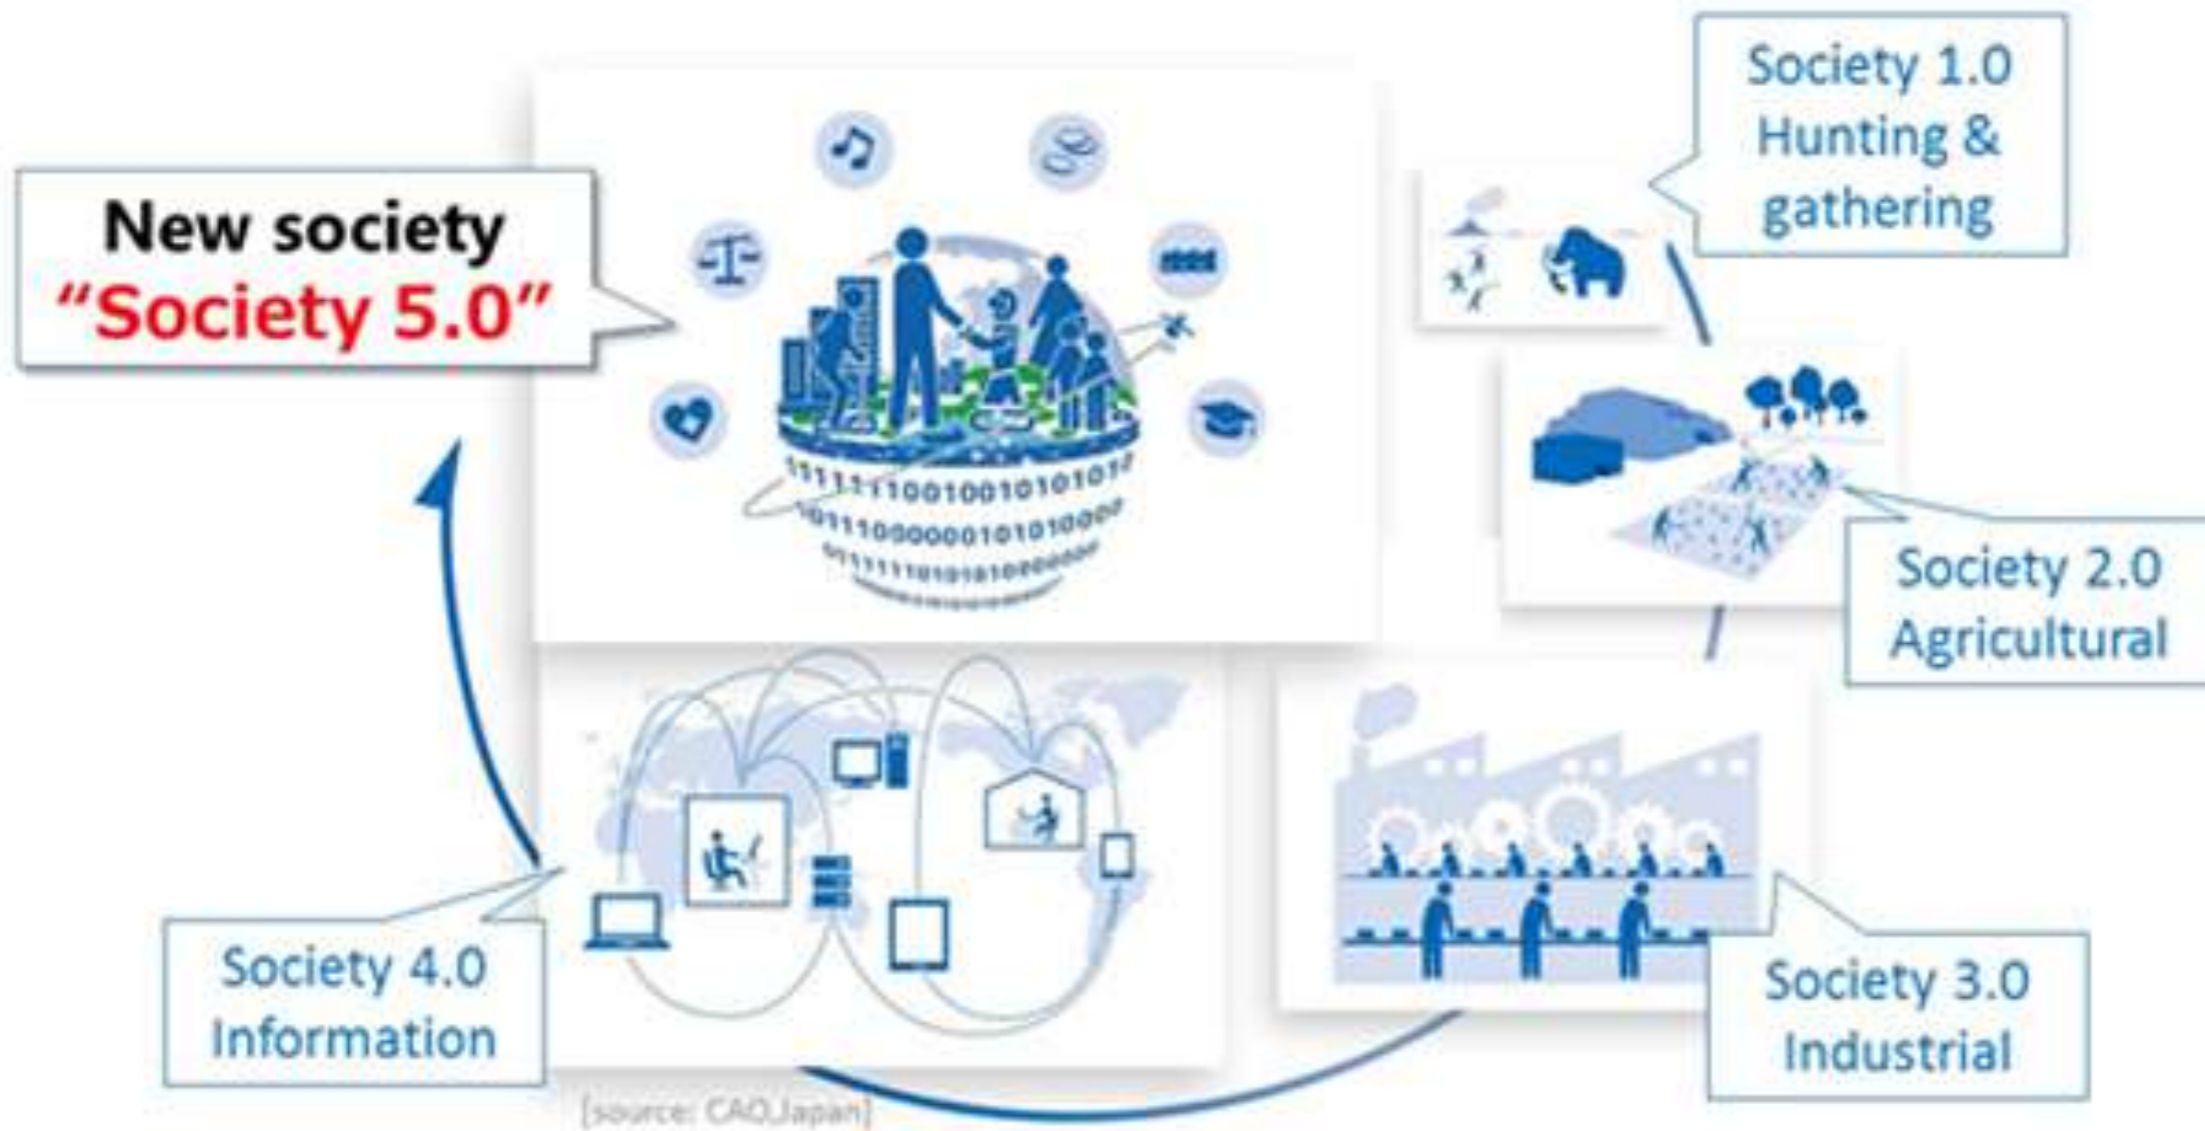 New society
“Society 5.0”
Society 1.0
Hunting &
gathering
Society 2.0
Agricultural
Society 3.0
Industrial
Society 4.0
Information
[source: CAO,Japan]